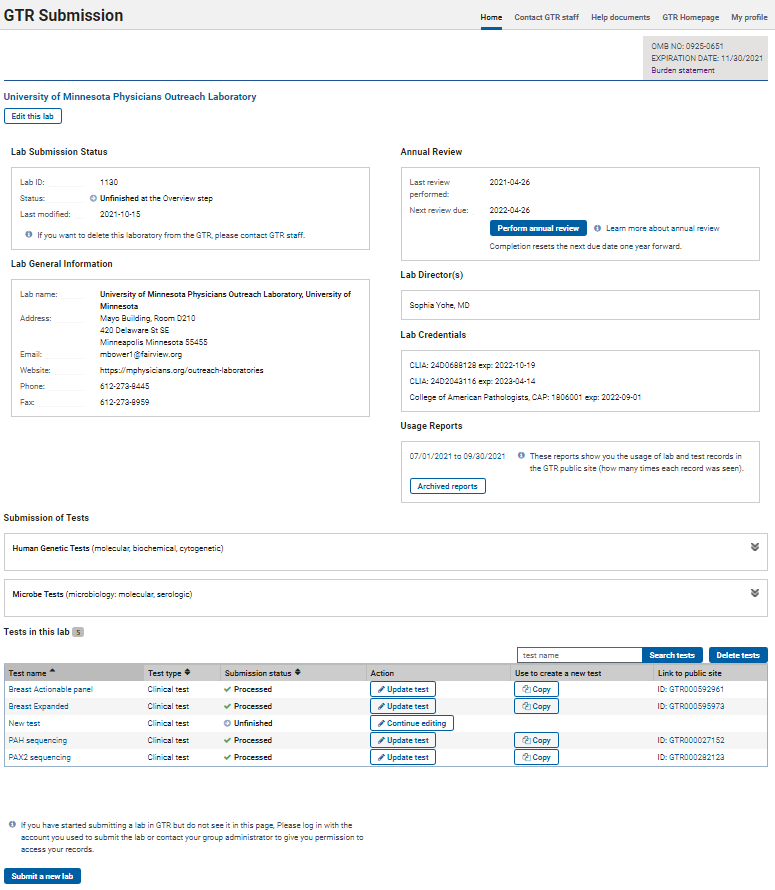 GTR Submission
Home Contact GTR staff Help documents GTR Homepage My profile
OMB NO: 0925-0651
EXPIRATION DATE: 11/30/2021
Burden statement
University of Minnesota Physicians Outreach Laboratory
Edit this lab
Lab Submission Status
Lab ID: 1130
Status: Unfinished at the Overview step
Last modified: 2021-10-15
If you want to delete this laboratory from the GTR, please contact GTR staff.
Lab General Information
Lab name: University of Minnesota Physicians Outreach Laboratory, University of
Minnesota
Address: Mayo Building, Room D210
420 Delaware St SE
Minneapolis Minnesota 55455
Email: mbower1@fairview.org
Website: https://mphysicians.org/outreach-laboratories
Phone: 612-273-8445
Fax: 612-273-8959
Annual Review
Last review
performed: 2021-04-26
Next review due: 2022-04-26
Perform annual review Learn more about annual review
Completion resets the next due date one year forward.
Lab Director(s)
Sophia Yohe, MD
Lab Credentials
CLIA: 24D0688128 exp: 2022-10-19
CLIA: 24D2043116 exp: 2023-04-14
College of American Pathologists, CAP: 1806001 exp: 2022-09-01
Usage Reports
07/01/2021 to 09/30/2021 These reports show you the usage of lab and test records in
the GTR public site (how many times each record was seen).
Archived reports
Submission of Tests
Human Genetic Tests (molecular, biochemical, cytogenetic)
Microbe Tests (microbiology: molecular, serologic)
Tests in this lab 5
test name Search tests Delete tests
Test name Test type Submission status Action Use to create a new test Link to public site
Breast Actionable panel Clinical test Processed Update test Copy ID: GTR000592961
Breast Expanded Clinical test Processed Update test Copy ID: GTR000595973
New test Clinical test Unfinished Continue editing
PAH sequencing Clinical test Processed Update test Copy ID: GTR000027152
PAX2 sequencing Clinical test Processed Update test Copy ID: GTR000282123
If you have started submitting a lab in GTR but do not see it in this page, Please log in with the
account you used to submit the lab or contact your group administrator to give you permission to
access your records.
Submit a new lab